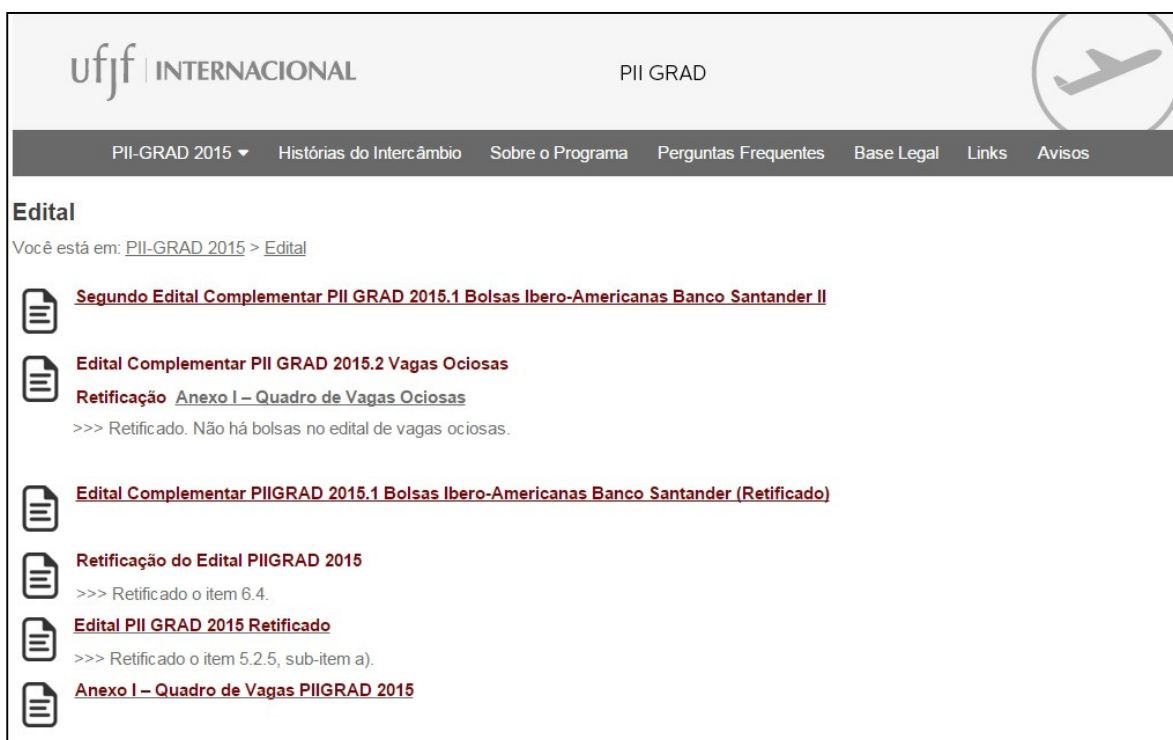 ufjf INTERNACIONAL
PII GRAD
PII-GRAD 2015 Histórias do Intercâmbio Sobre o Programa Perguntas Frequentes Base Legal Links Avisos
Edital
Você está em: PII-GRAD 2015 > Edital
Segundo Edital Complementar PII GRAD 2015.1 Bolsas Ibero-Americanas Banco Santander II
Edital Complementar PII GRAD 2015.2 Vagas Ociosas
Retificação Anexo I – Quadro de Vagas Ociosas
>>> Retificado. Não há bolsas no edital de vagas ociosas.
Edital Complementar PIIGRAD 2015.1 Bolsas Ibero-Americanas Banco Santander (Retificado)
Retificação do Edital PIIGRAD 2015
>>> Retificado o item 6.4.
Edital PII GRAD 2015 Retificado
>>> Retificado o item 5.2.5, sub-item a).
Anexo I – Quadro de Vagas PIIGRAD 2015